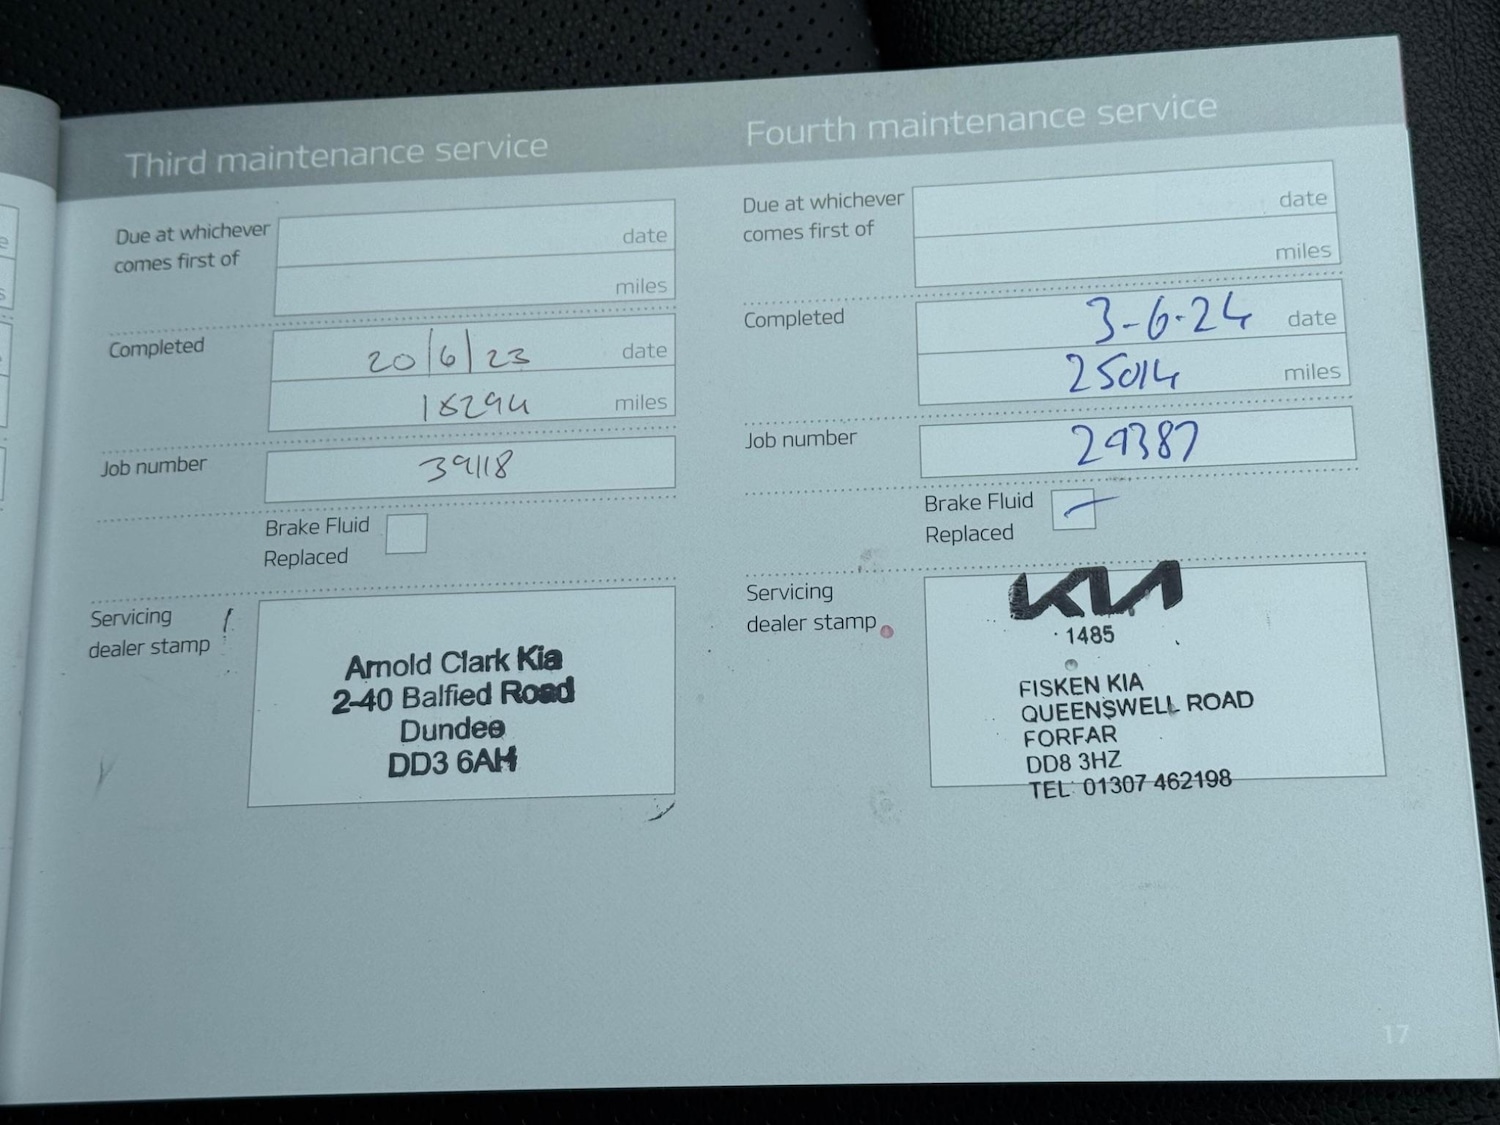 Third maintenance service
Due at whichever
comes first of
date
miles
Completed
20/6/23 date
18294 miles
Job number
39118
Brake Fluid
Replaced
Servicing
dealer stamp
Arnold Clark Kia
2-40 Balfied Road
Dundee
DD3 6AH
Fourth maintenance service
Due at whichever
comes first of
date
miles
Completed
3-6-24 date
25014 miles
Job number
29387
Brake Fluid
Replaced
Servicing
dealer stamp
KIA
1485
FISKEN KIA
QUEENSWELL ROAD
FORFAR
DD8 3HZ
TEL: 01307 462198
17